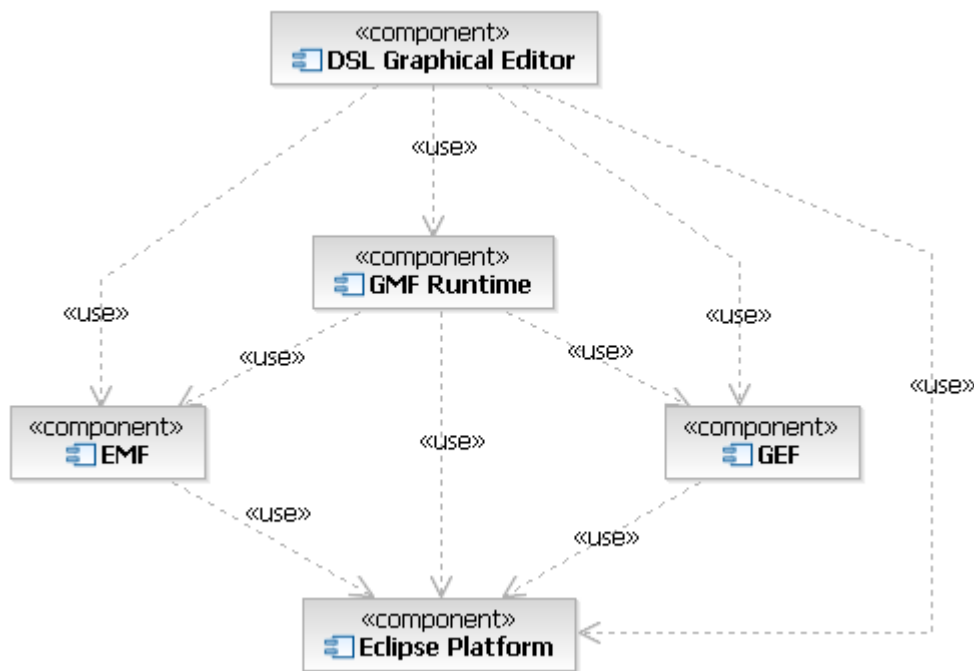 «component»
DSL Graphical Editor
«use»
«component»
GMF Runtime
«use»
«use»
«use»
«use»
«use»
«component»
EMF
«use»
«component»
GEF
«use»
«use»
«component»
Eclipse Platform